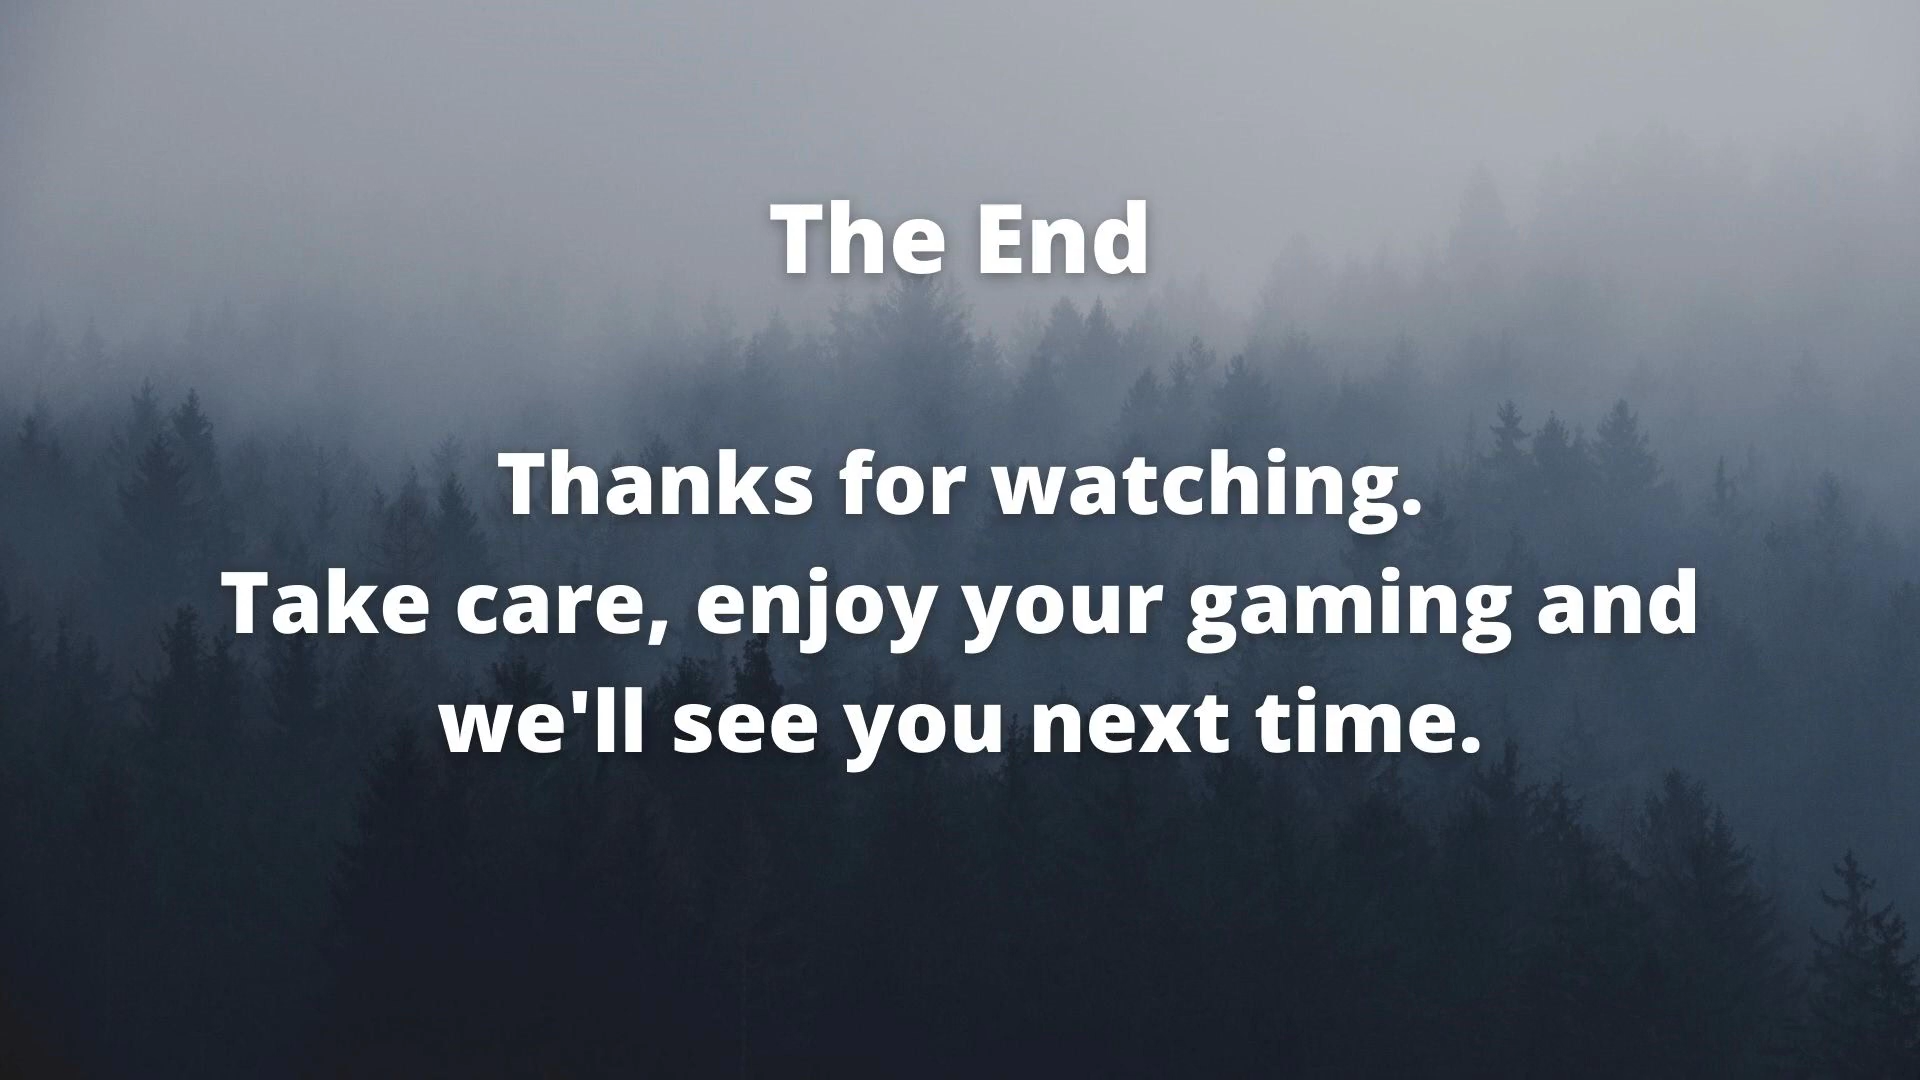 The End
Thanks for watching.
Take care, enjoy your gaming and
we'll see you next time.